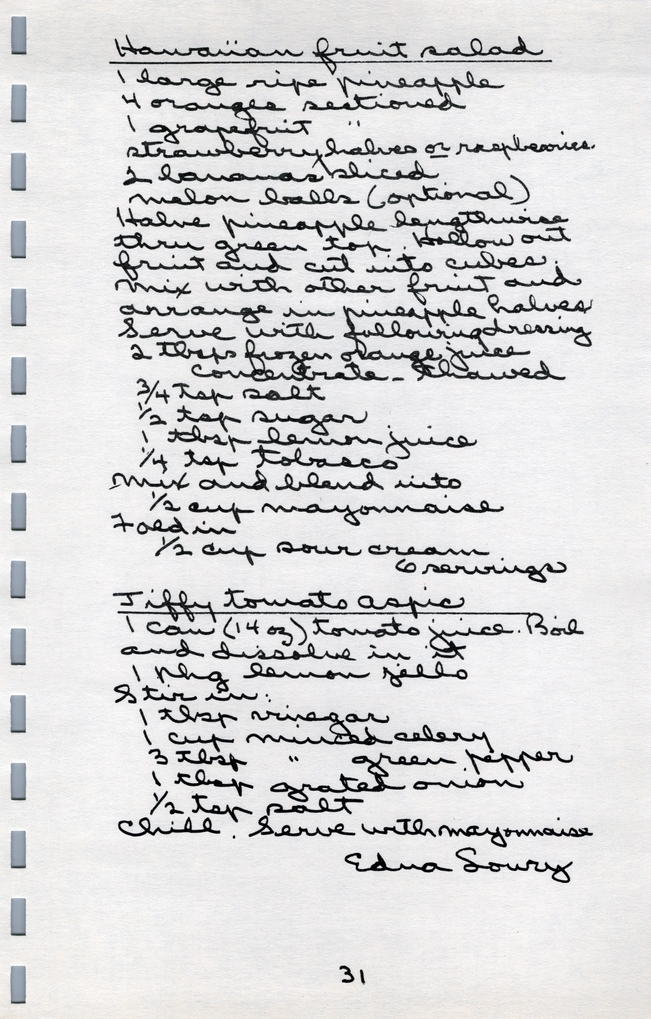 Hawaiian fruit salad
1 large ripe pineapple
4 oranges sectioned
1 grapefruit "
strawberry halves or raspberries.
2 bananas sliced
melon balls (optional)
Halve pineapple lengthwise
thru green top. Hollow out
fruit and cut into cubes.
Mix with other fruit and
arrange in pineapple halves
Serve with following dressing
2 tbsps frozen orange juice
concentrate - thawed
3/4 tsp salt
1/2 tsp sugar
1 tbsp lemon juice
1/4 tsp tobasco
Mix and blend into
1/2 cup mayonnaise
Fold in
1/2 cup sour cream
6 servings
Jiffy tomato aspic
1 can (14 oz) tomato juice. Boil
and dissolve in it
1 pkg lemon jello
Stir in:
1 tbsp vinegar
1 cup minced celery
3 tbsp " green pepper
1 tbsp grated onion
1/2 tsp salt
Chill. Serve with mayonnaise
Edna Soury
31